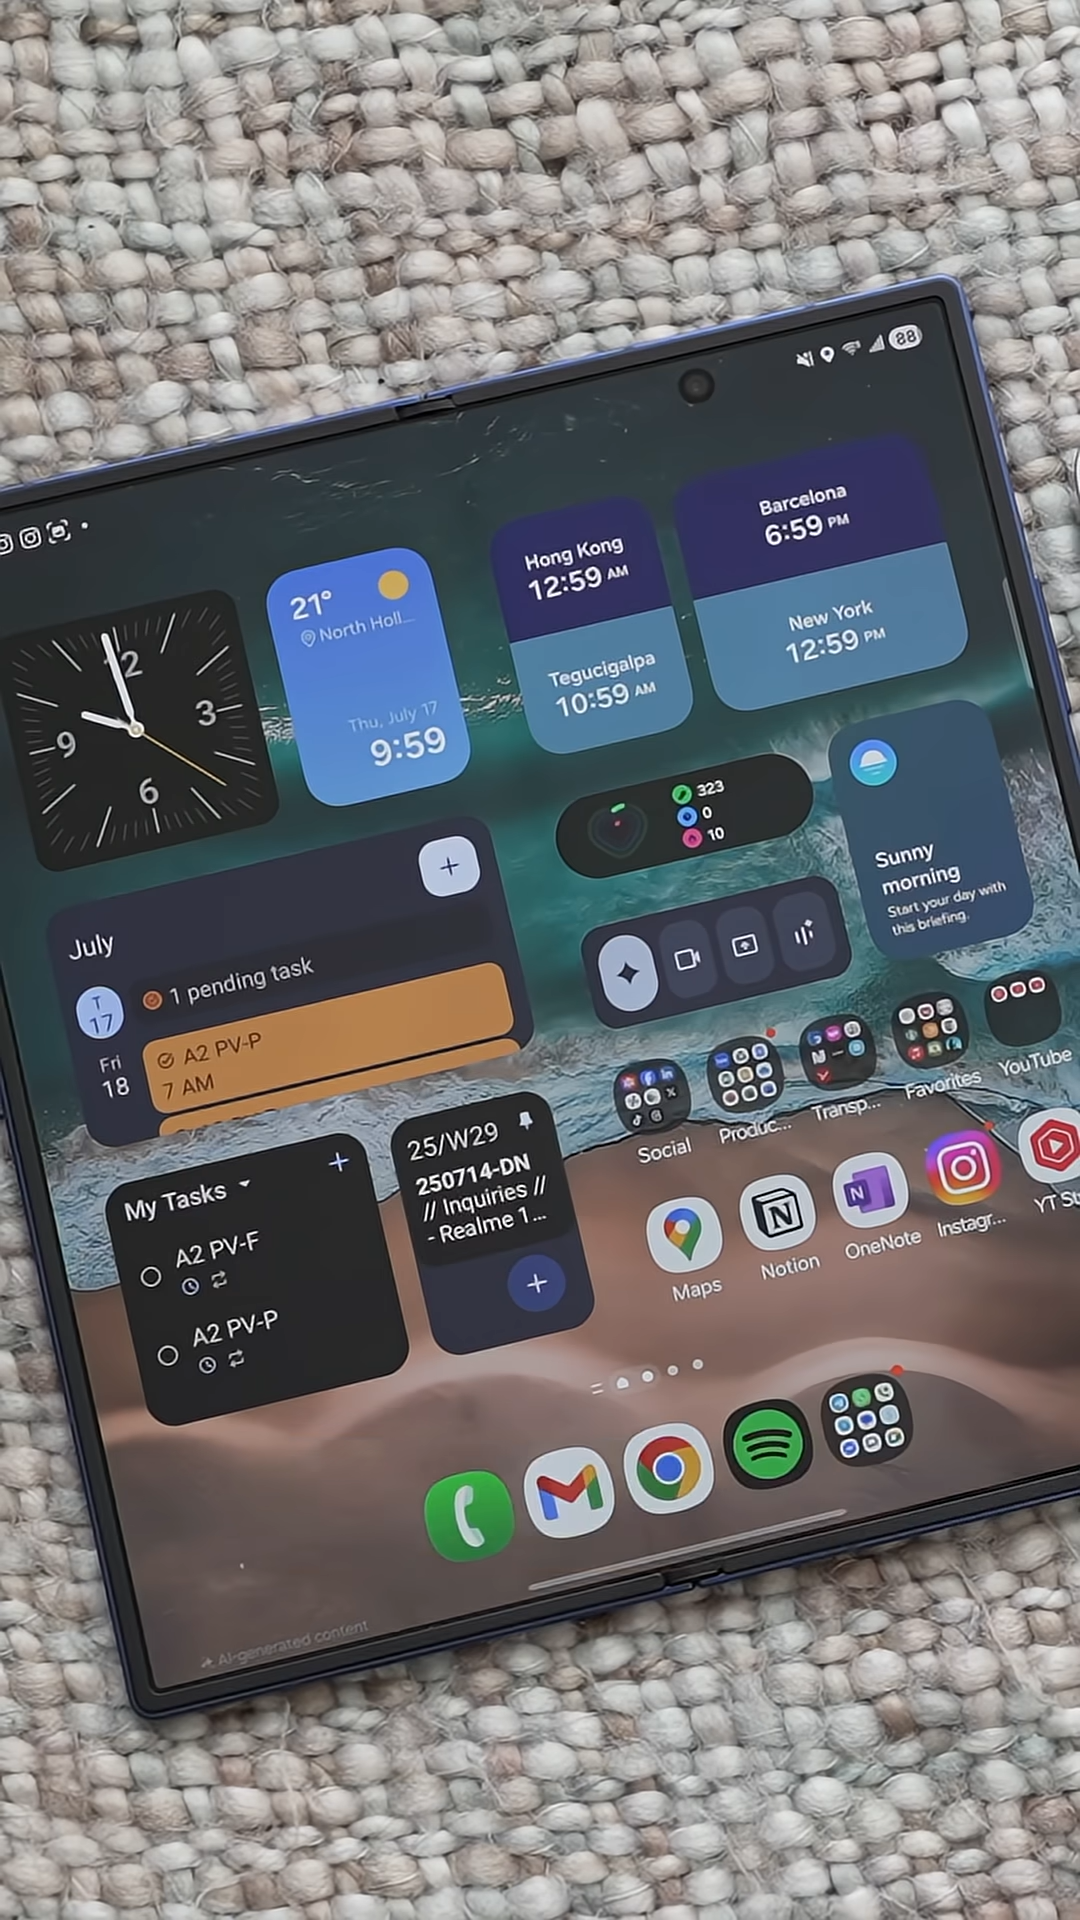 88
Barcelona
6:59 PM
New York
12:59 PM
Hong Kong
12:59 AM
Tegucigalpa
10:59 AM
21°
North Holl...
Thu, July 17
9:59
12
3
6
9
323
0
10
Sunny
morning
Start your day with
this briefing.
July
1 pending task
T
17
A2 PV-P
7 AM
Fri
18
My Tasks
A2 PV-F
A2 PV-P
25/W29
250714-DN
// Inquiries //
- Realme 1...
Social
Produc...
Transp...
Favorites
YouTube
Maps
Notion
OneNote
Instagr...
YT St
AI-generated content